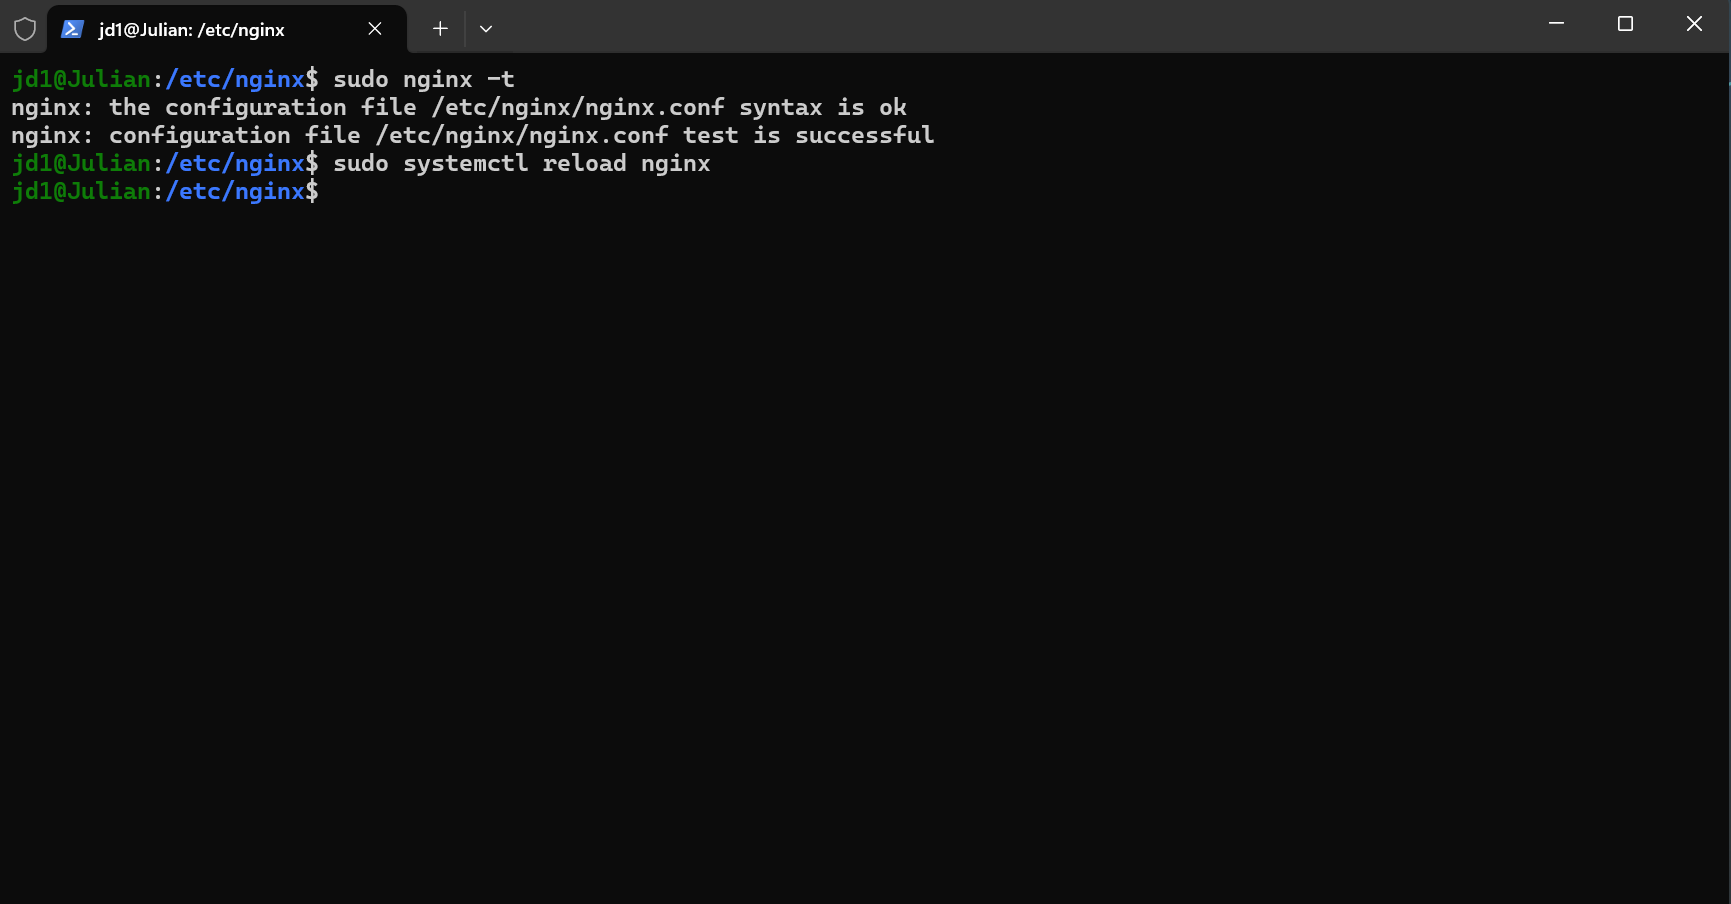 jd1@Julian: /etc/nginx
jd1@Julian:/etc/nginx$ sudo nginx -t
nginx: the configuration file /etc/nginx/nginx.conf syntax is ok
nginx: configuration file /etc/nginx/nginx.conf test is successful
jd1@Julian:/etc/nginx$ sudo systemctl reload nginx
jd1@Julian:/etc/nginx$